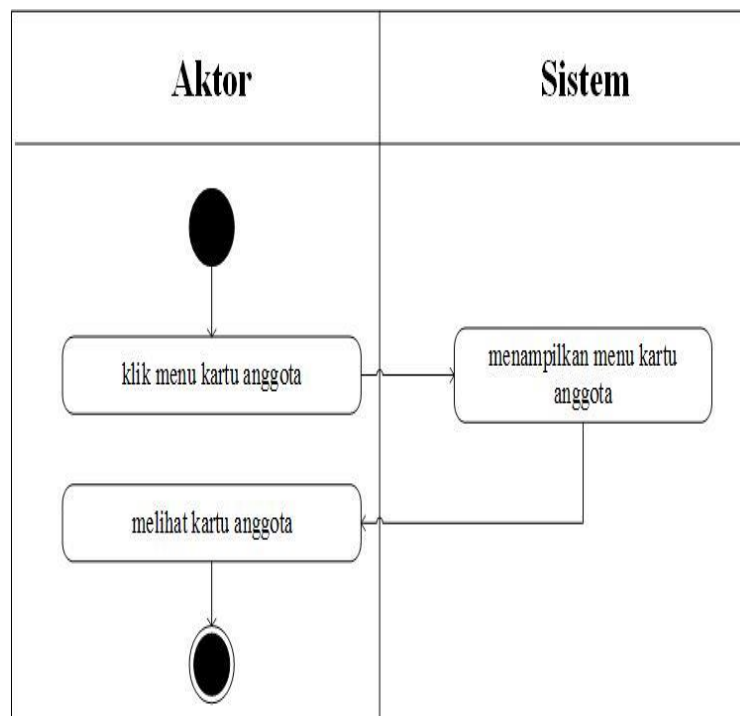 Aktor
Sistem
klik menu kartu anggota
menampilkan menu kartu
anggota
melihat kartu anggota